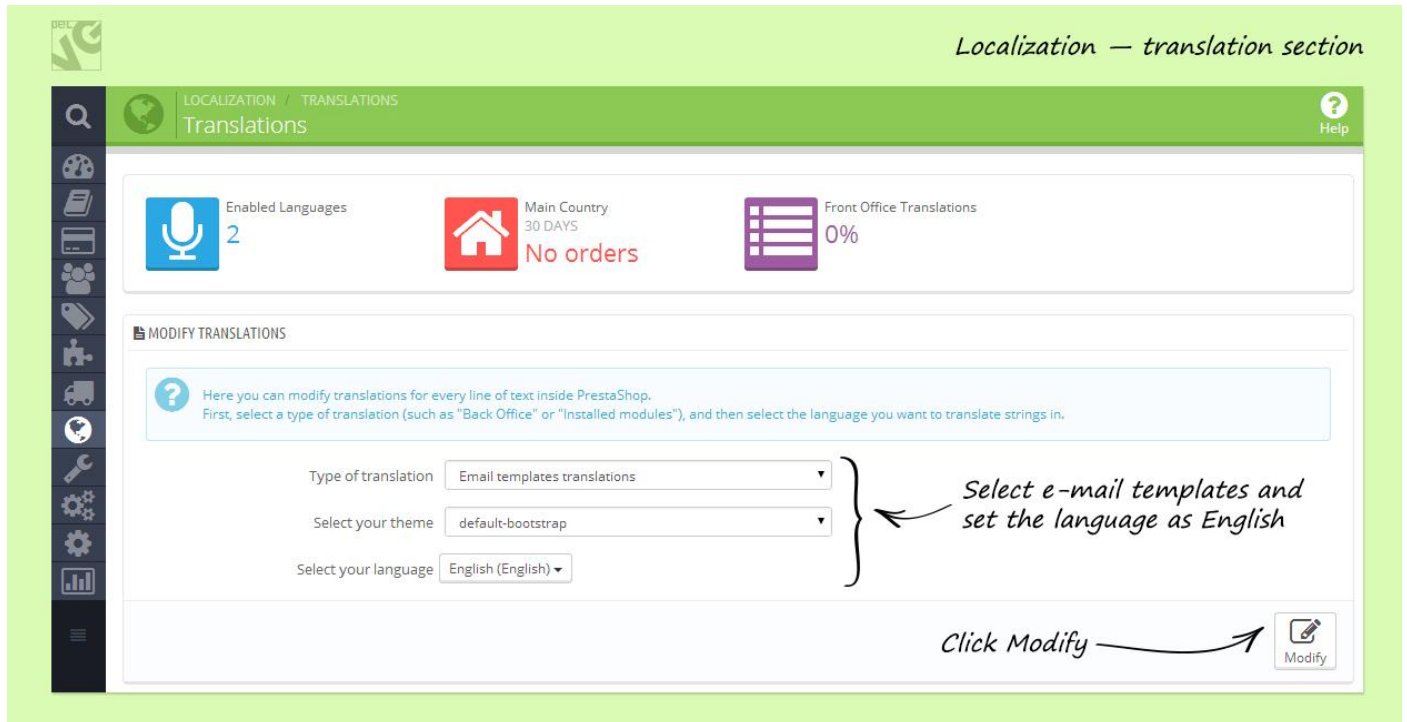 Localization — translation section
LOCALIZATION / TRANSLATIONS
Translations
Help
Enabled Languages
2
Main Country
30 DAYS
No orders
Front Office Translations
0%
MODIFY TRANSLATIONS
Here you can modify translations for every line of text inside PrestaShop.
First, select a type of translation (such as "Back Office" or "Installed modules"), and then select the language you want to translate strings in.
Type of translation Email templates translations
Select your theme default-bootstrap
Select your language English (English)
Select e-mail templates and
set the language as English
Click Modify
Modify